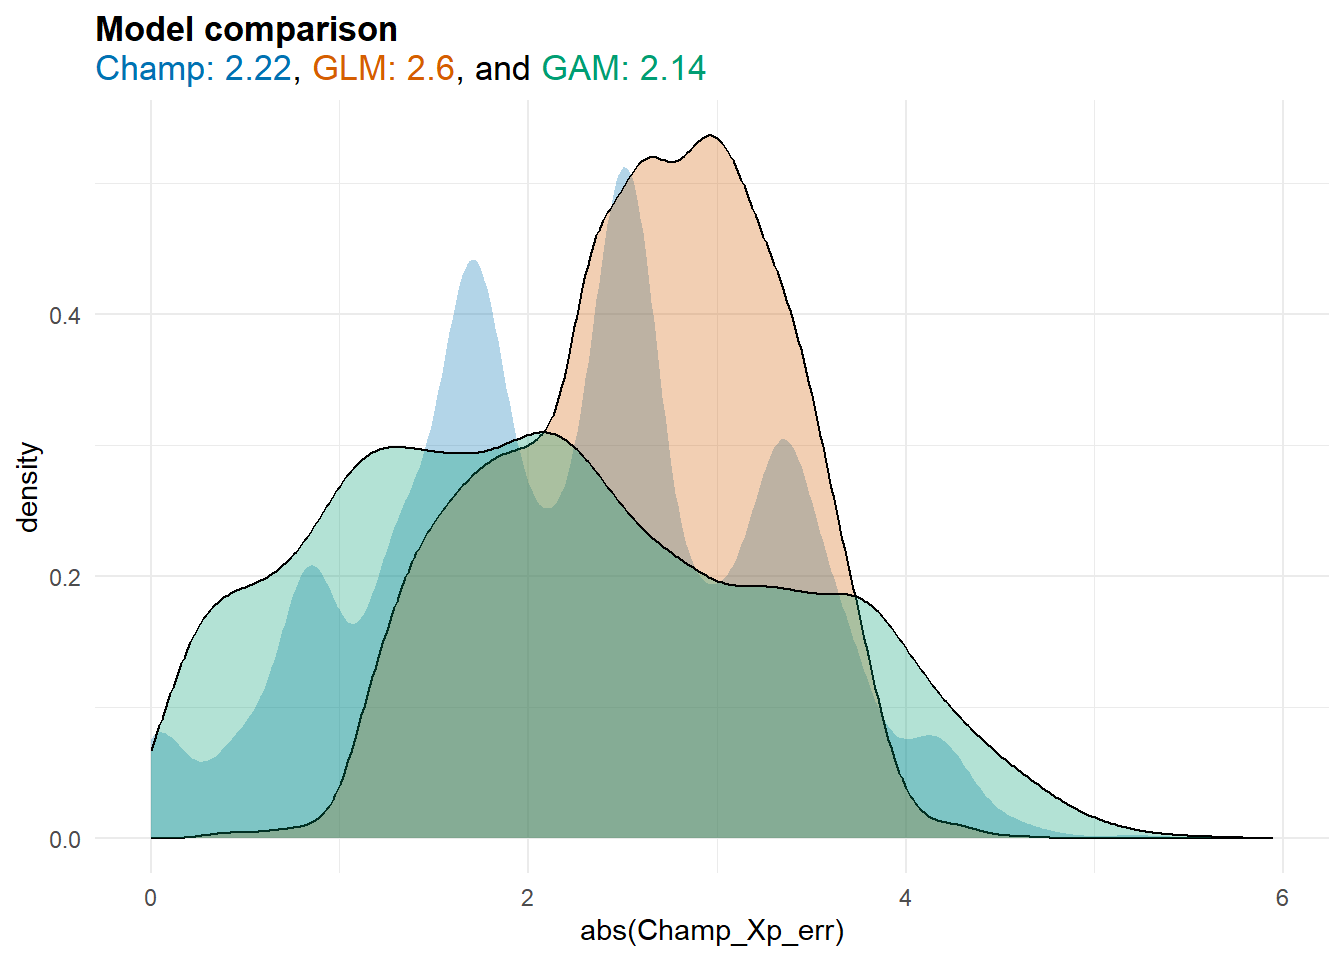 Model comparison
Champ: 2.22, GLM: 2.6, and GAM: 2.14
density
0.4
0.2
0.0
0
2
4
6
abs(Champ_Xp_err)